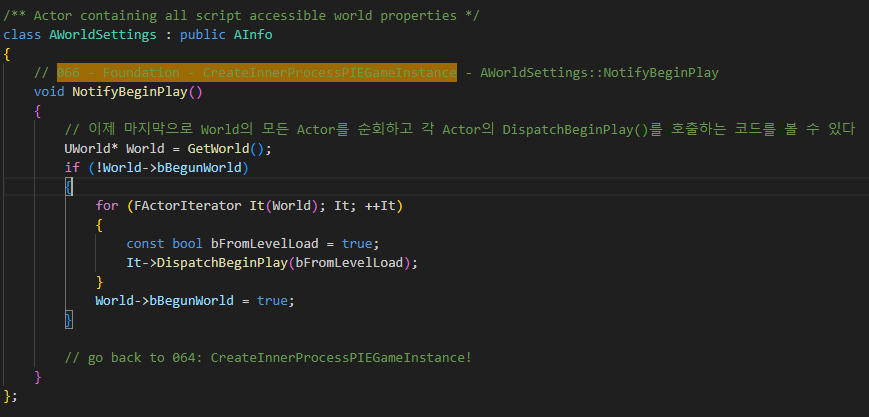 /** Actor containing all script accessible world properties */
class AWorldSettings : public AInfo
{
    // 066 - Foundation - CreateInnerProcessPIEGameInstance - AWorldSettings::NotifyBeginPlay
    void NotifyBeginPlay()
    {
        // 이제 마지막으로 World의 모든 Actor를 순회하고 각 Actor의 DispatchBeginPlay()를 호출하는 코드를 볼 수 있다
        UWorld* World = GetWorld();
        if (!World->bBegunWorld)
        {
            for (FActorIterator It(World); It; ++It)
            {
                const bool bFromLevelLoad = true;
                It->DispatchBeginPlay(bFromLevelLoad);
            }
            World->bBegunWorld = true;
        }

        // go back to 064: CreateInnerProcessPIEGameInstance!
    }
};